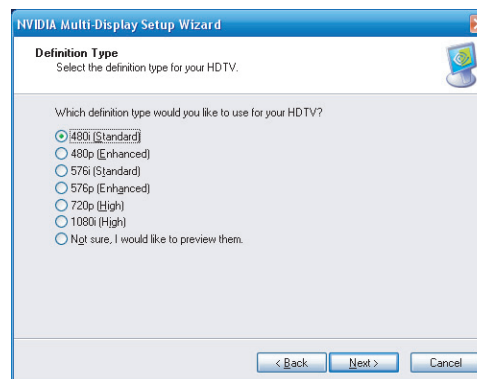 NVIDIA Multi-Display Setup Wizard
Definition Type
Select the definition type for your HDTV.
Which definition type would you like to use for your HDTV?
480i (Standard)
480p (Enhanced)
576i (Standard)
576p (Enhanced)
720p (High)
1080i (High)
Not sure, I would like to preview them.
< Back Next > Cancel